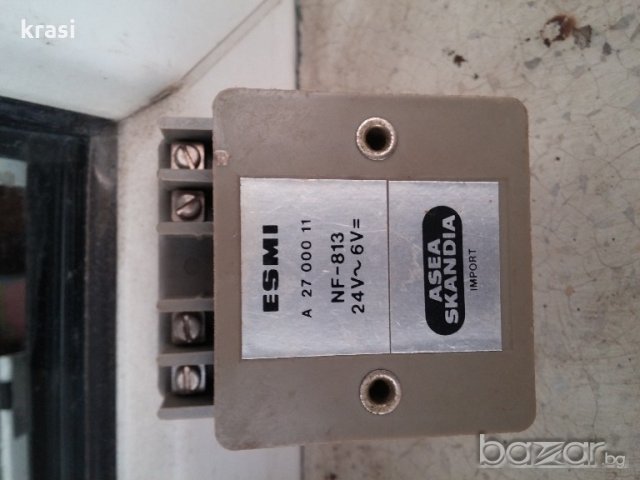 krasi
ESMI
A 27 000 11
NF-813
24V~ 6V=
ASEA
SKANDIA
IMPORT
bazar.bg